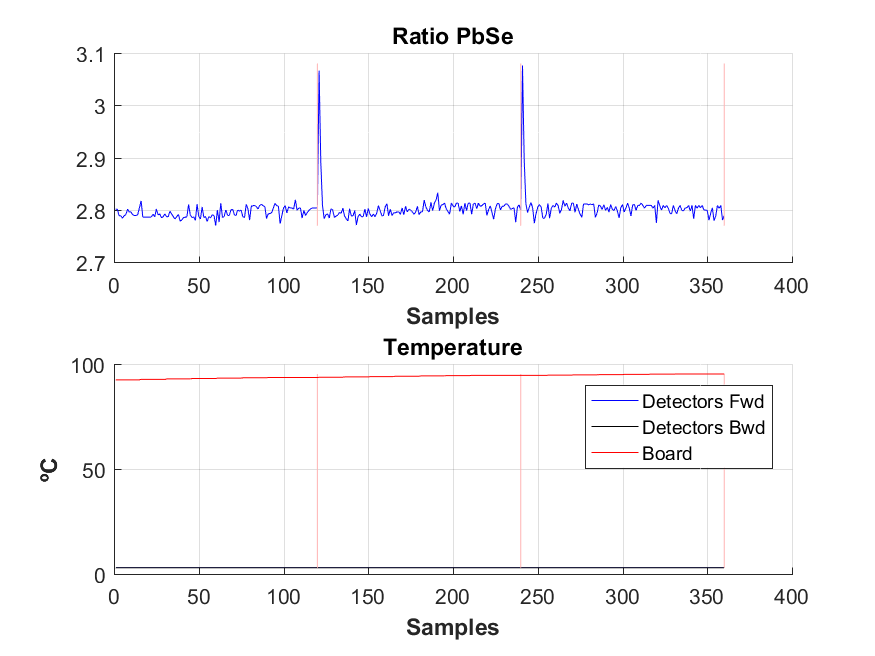 Ratio PbSe
3.1
3
2.9
2.8
2.7
0 50 100 150 200 250 300 350 400
Samples
Temperature
100
50
0
ºC
Detectors Fwd
Detectors Bwd
Board
0 50 100 150 200 250 300 350 400
Samples